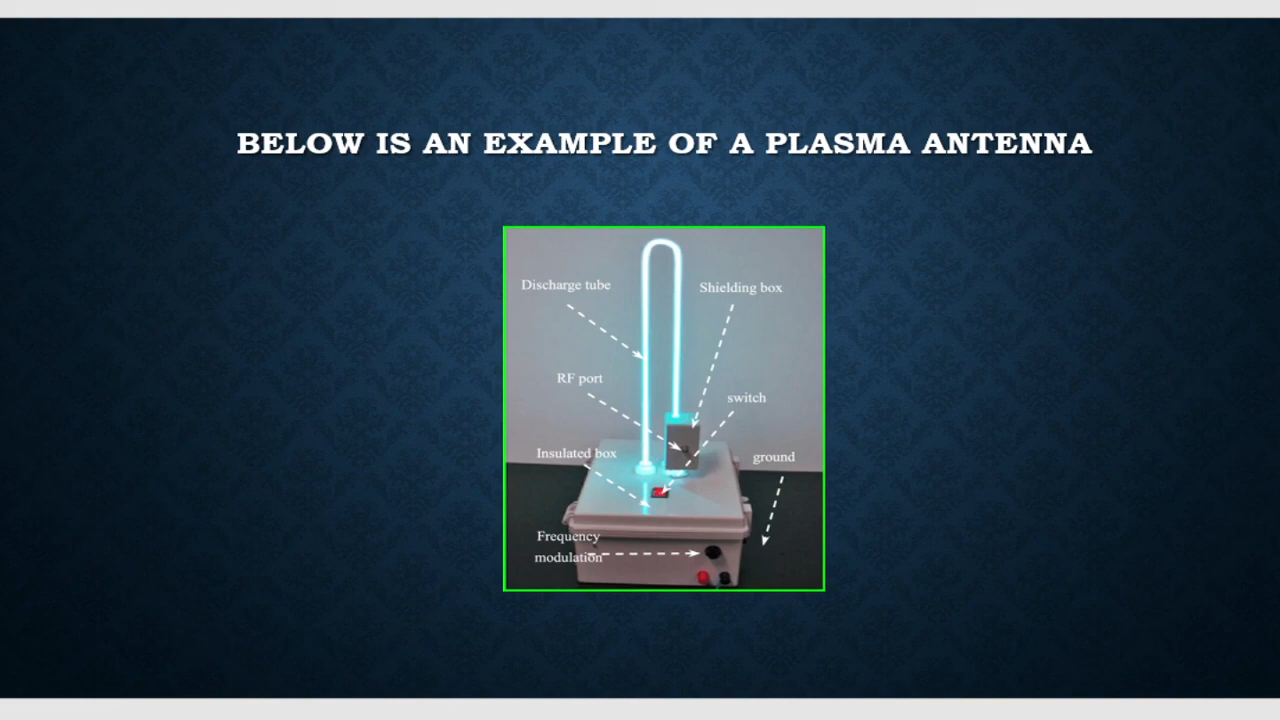 BELOW IS AN EXAMPLE OF A PLASMA ANTENNA
Discharge tube
Shielding box
RF port
switch
Insulated box
ground
Frequency
modulation